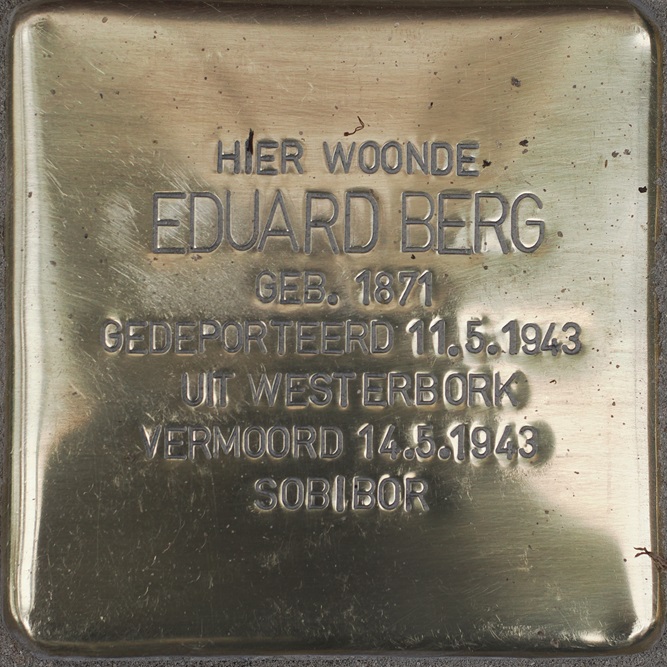 HIER WOONDE
EDUARD BERG
GEB. 1871
GEDEPORTEERD 11.5.1943
UIT WESTERBORK
VERMOORD 14.5.1943
SOBIBOR